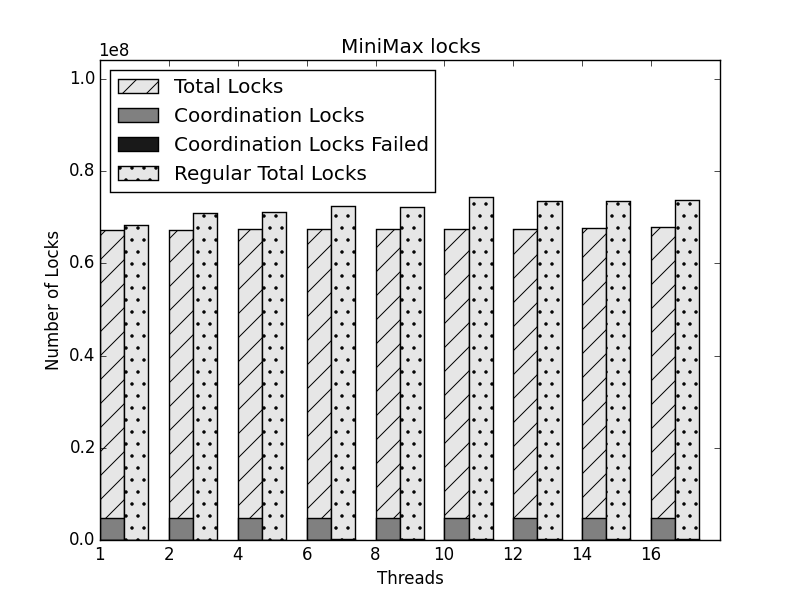 MiniMax locks
1e8
Total Locks
Coordination Locks
Coordination Locks Failed
Regular Total Locks
1.0
0.8
0.6
0.4
0.2
0.0
Number of Locks
1 2 4 6 8 10 12 14 16
Threads